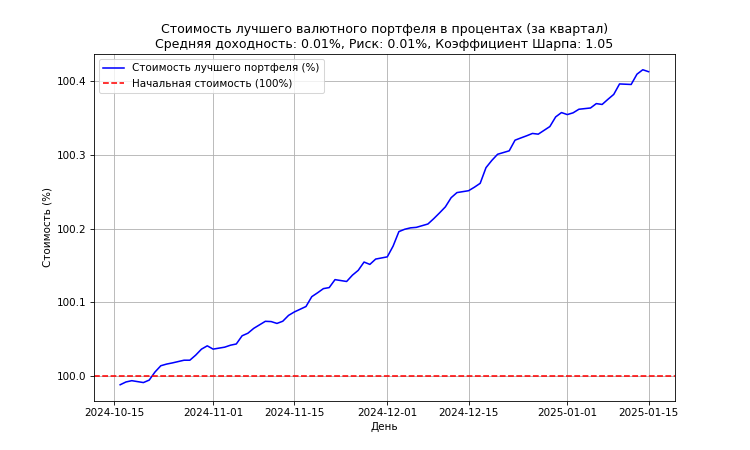 Стоимость лучшего валютного портфеля в процентах (за квартал)
Средняя доходность: 0.01%, Риск: 0.01%, Коэффициент Шарпа: 1.05
Стоимость лучшего портфеля (%)
Начальная стоимость (100%)
Стоимость (%)
100.4
100.3
100.2
100.1
100.0
2024-10-15
2024-11-01
2024-11-15
2024-12-01
2024-12-15
2025-01-01
2025-01-15
День